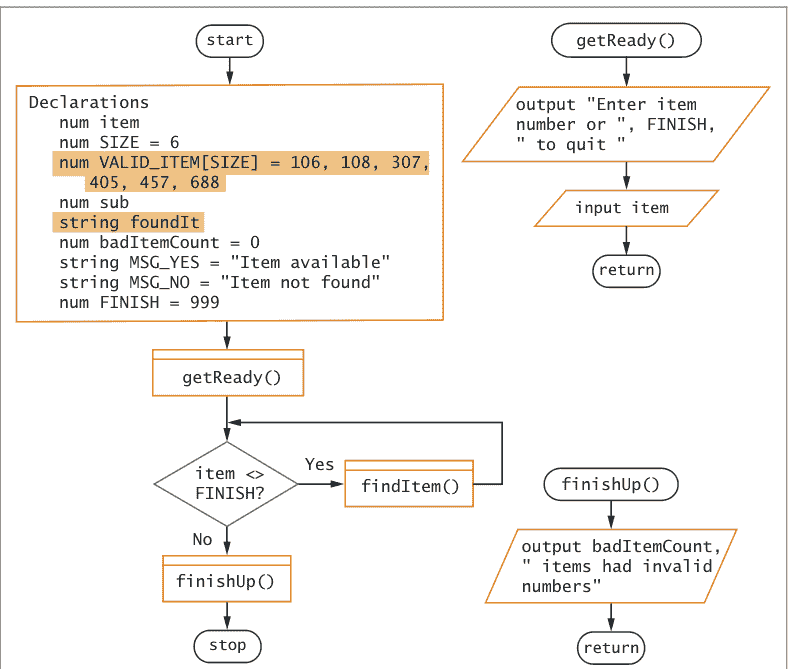 start
Declarations
num item
num SIZE = 6
num VALID_ITEM[SIZE] = 106, 108, 307,
405, 457, 688
num sub
string foundIt
num badItemCount = 0
string MSG_YES = "Item available"
string MSG_NO = "Item not found"
num FINISH = 999
getReady()
item <>
FINISH?
Yes
findItem()
No
finishUp()
stop
getReady()
output "Enter item
number or ", FINISH,
" to quit "
input item
return
finishUp()
output badItemCount,
" items had invalid
numbers"
return